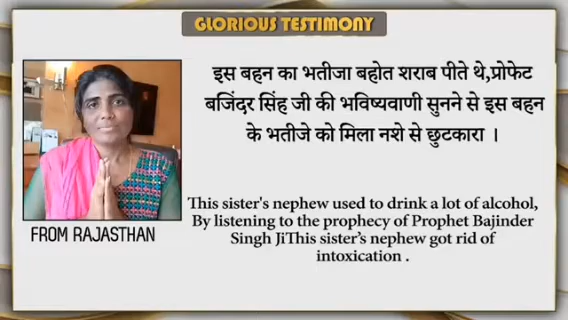 GLORIOUS TESTIMONY
इस बहन का भतीजा बहोत शराब पीते थे,प्रोफेट
बजिंदर सिंह जी की भविष्यवाणी सुनने से इस बहन
के भतीजे को मिला नशे से छुटकारा ।
This sister's nephew used to drink a lot of alcohol,
By listening to the prophecy of Prophet Bajinder
Singh JiThis sister's nephew got rid of
intoxication .
FROM RAJASTHAN